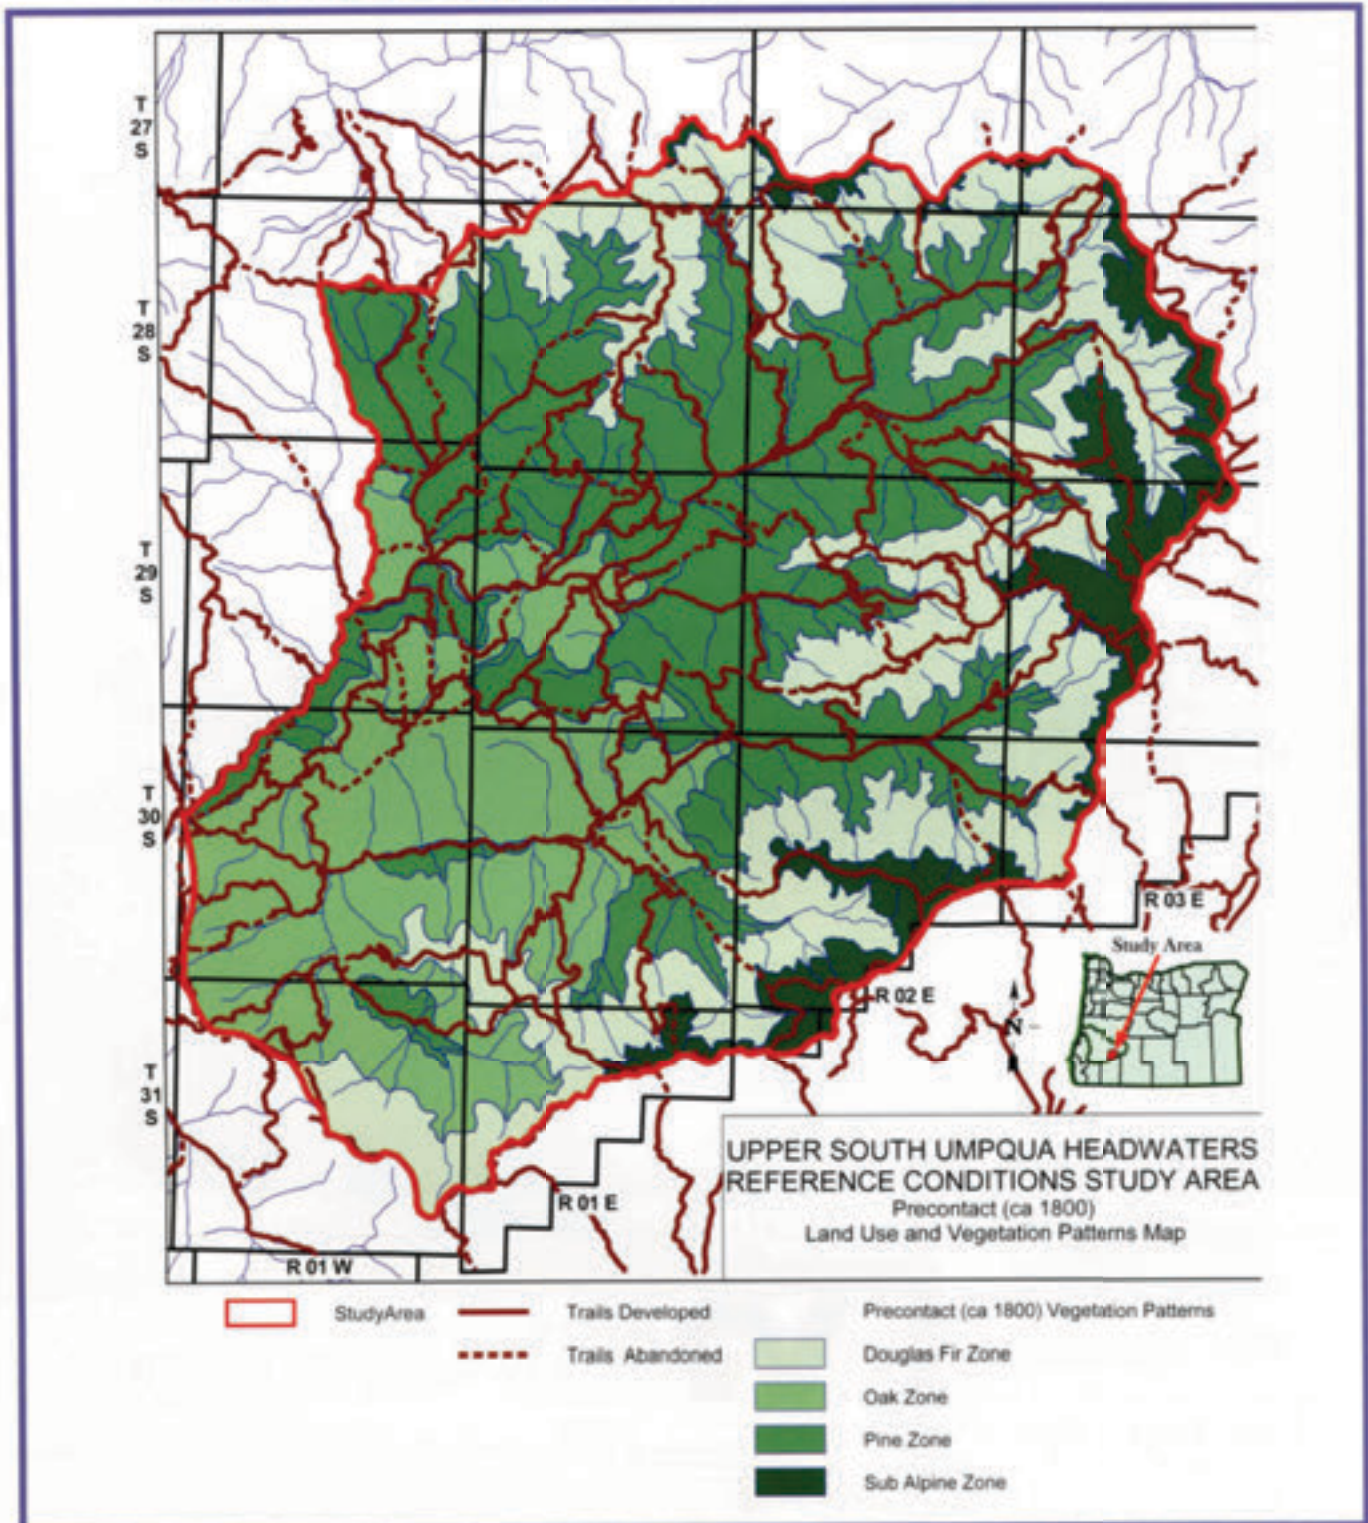 T
27
S
T
28
S
T
29
S
T
30
S
T
31
S
R 03 E
Study Area
R 02 E
N
R 01 E
R 01 W
UPPER SOUTH UMPQUA HEADWATERS
REFERENCE CONDITIONS STUDY AREA
Precontact (ca 1800)
Land Use and Vegetation Patterns Map
StudyArea
Trails Developed
Trails Abandoned
Precontact (ca 1800) Vegetation Patterns
Douglas Fir Zone
Oak Zone
Pine Zone
Sub Alpine Zone